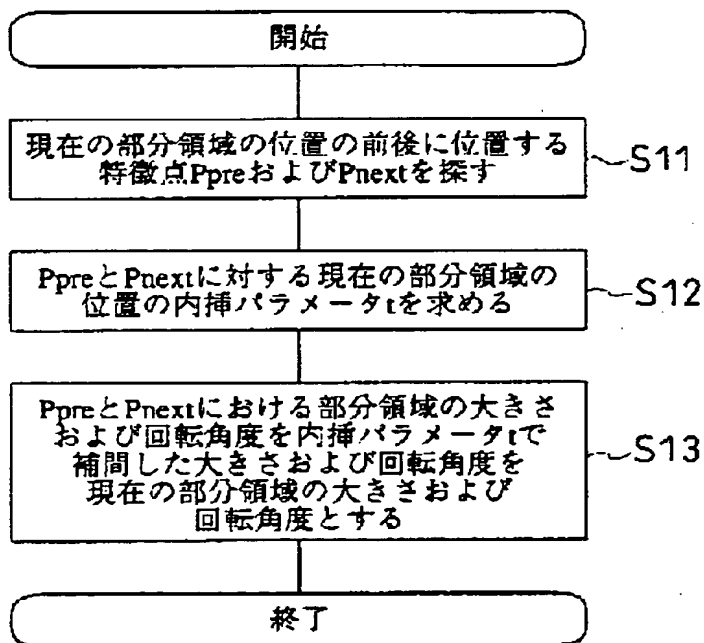 開始
現在の部分領域の位置の前後に位置する
特徴点PpreおよびPnextを探す
S11
PpreとPnextに対する現在の部分領域の
位置の内挿パラメータtを求める
S12
PpreとPnextにおける部分領域の大きさ
および回転角度を内挿パラメータtで
補間した大きさおよび回転角度を
現在の部分領域の大きさおよび
回転角度とする
S13
終了